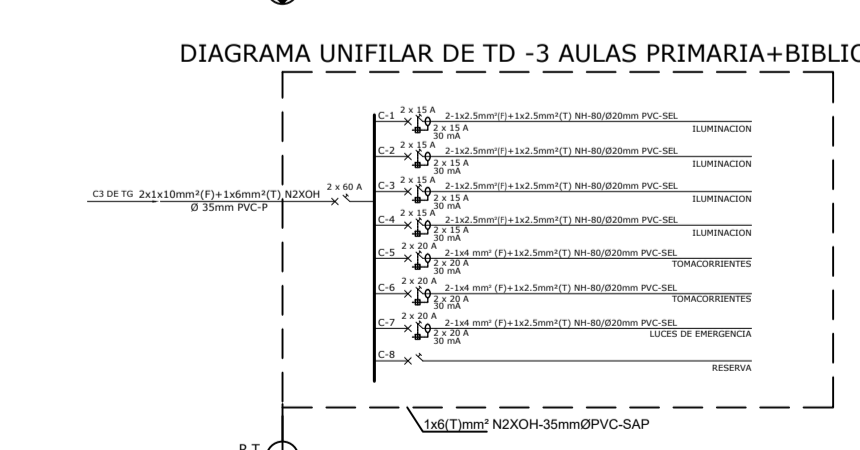 DIAGRAMA UNIFILAR DE TD -3 AULAS PRIMARIA+BIBLIO
C-1 2 x 15 A 2-1x2.5mm²(F)+1x2.5mm²(T) NH-80/Ø20mm PVC-SEL
2 x 15 A
30 mA
ILUMINACION
C-2 2 x 15 A 2-1x2.5mm²(F)+1x2.5mm²(T) NH-80/Ø20mm PVC-SEL
2 x 15 A
30 mA
ILUMINACION
C-3 2 x 15 A 2-1x2.5mm²(F)+1x2.5mm²(T) NH-80/Ø20mm PVC-SEL
2 x 15 A
30 mA
ILUMINACION
C3 DE TG 2x1x10mm²(F)+1x6mm²(T) N2XOH 2 x 60 A
Ø 35mm PVC-P
C-4 2 x 15 A 2-1x2.5mm²(F)+1x2.5mm²(T) NH-80/Ø20mm PVC-SEL
2 x 15 A
30 mA
ILUMINACION
C-5 2 x 20 A 2-1x4 mm² (F)+1x2.5mm²(T) NH-80/Ø20mm PVC-SEL
2 x 20 A
30 mA
TOMACORRIENTES
C-6 2 x 20 A 2-1x4 mm² (F)+1x2.5mm²(T) NH-80/Ø20mm PVC-SEL
2 x 20 A
30 mA
TOMACORRIENTES
C-7 2 x 20 A 2-1x4 mm² (F)+1x2.5mm²(T) NH-80/Ø20mm PVC-SEL
2 x 20 A
30 mA
LUCES DE EMERGENCIA
C-8
RESERVA
1x6(T)mm² N2XOH-35mmØPVC-SAP
P.T.